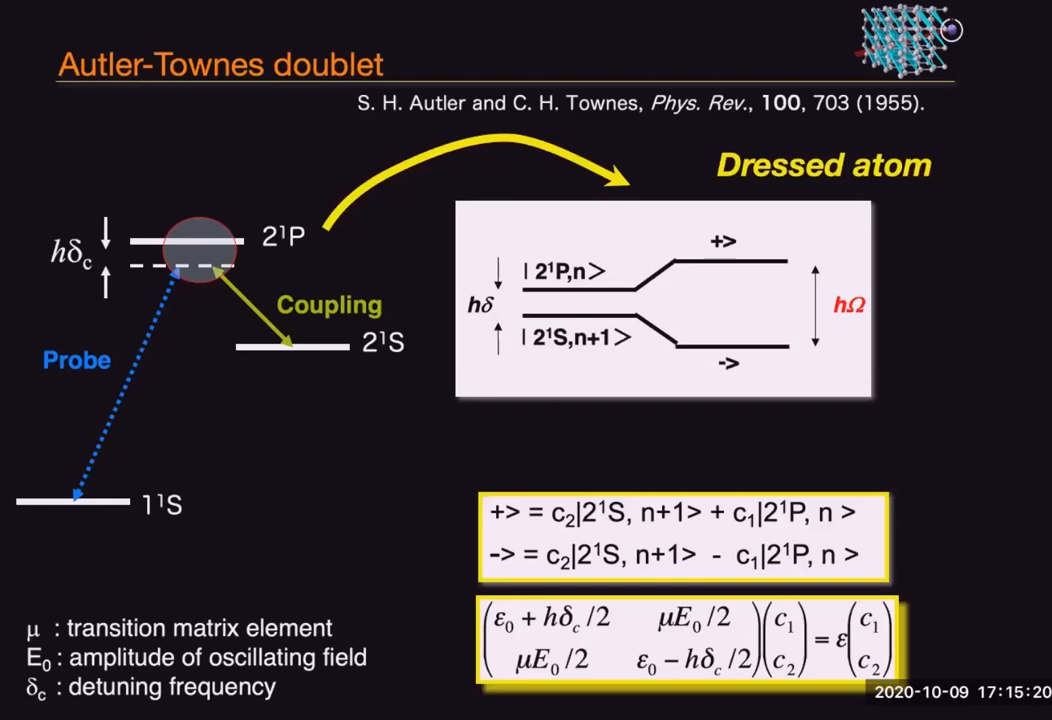 Autler-Townes doublet
S. H. Autler and C. H. Townes, Phys. Rev., 100, 703 (1955).
Dressed atom
hδc
2¹P
Coupling
2¹S
Probe
1¹S
+>
| 2¹P,n>
hδ
hΩ
| 2¹S,n+1>
->
+> = c₂|2¹S, n+1> + c₁|2¹P, n >
-> = c₂|2¹S, n+1> - c₁|2¹P, n >
(ε₀ + hδc/2 μE₀/2) (c₁) = ε (c₁)
(μE₀/2 ε₀ − hδc/2) (c₂) (c₂)
μ : transition matrix element
E₀ : amplitude of oscillating field
δc : detuning frequency
2020-10-09 17:15:20